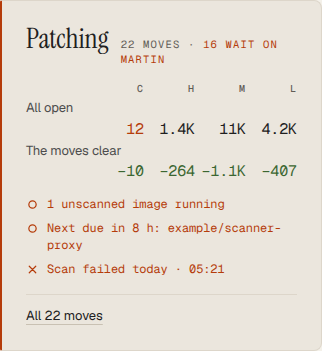 Patching 22 MOVES · 16 WAIT ON
MARTIN
C H M L
All open
12 1.4K 11K 4.2K
The moves clear
−10 −264 −1.1K −407
1 unscanned image running
Next due in 8 h: example/scanner-
proxy
Scan failed today · 05:21
All 22 moves